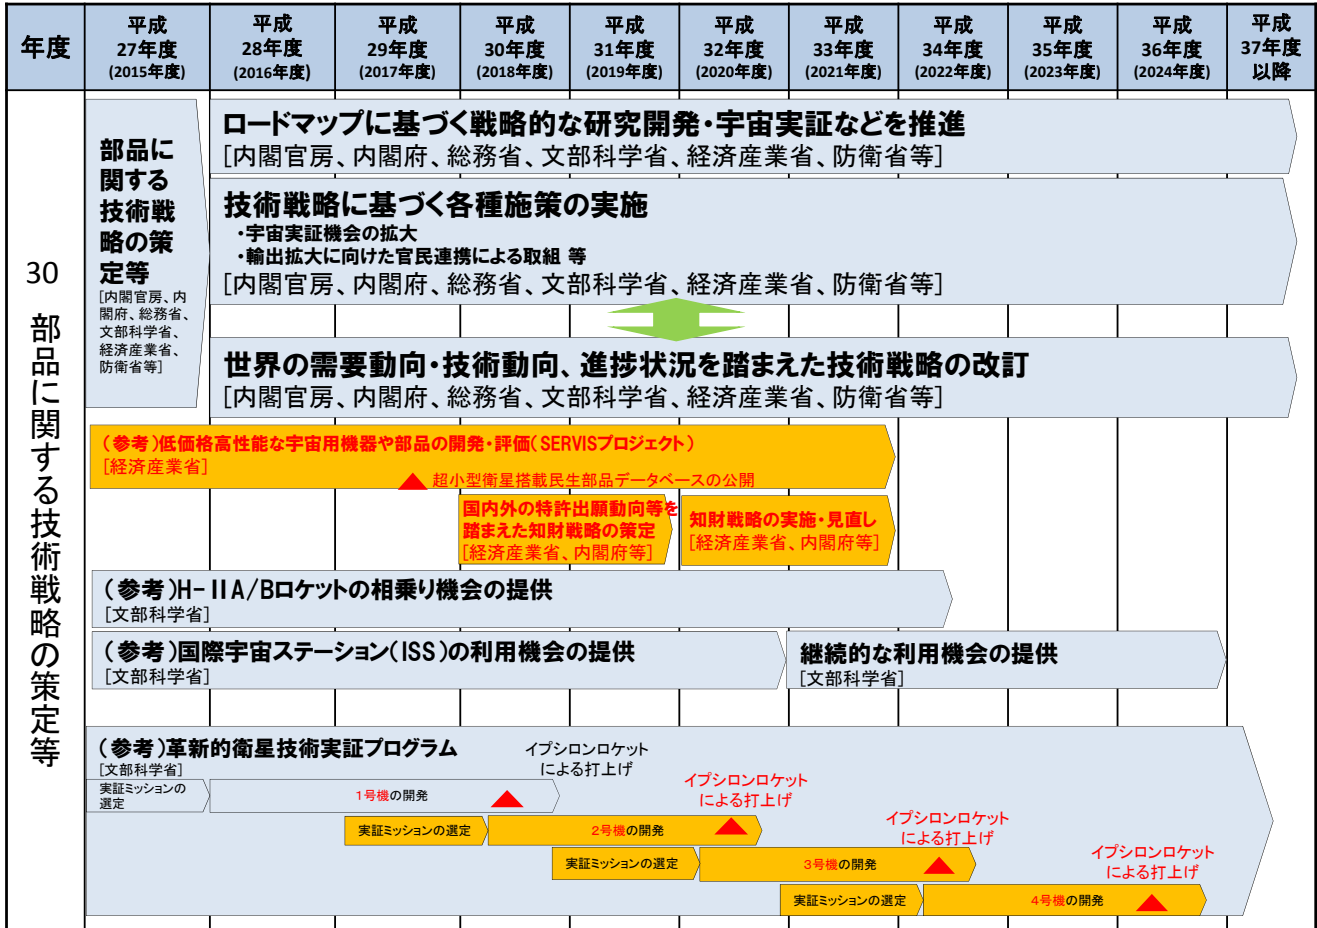 年度
平成
27年度
(2015年度)
平成
28年度
(2016年度)
平成
29年度
(2017年度)
平成
30年度
(2018年度)
平成
31年度
(2019年度)
平成
32年度
(2020年度)
平成
33年度
(2021年度)
平成
34年度
(2022年度)
平成
35年度
(2023年度)
平成
36年度
(2024年度)
平成
37年度
以降
30 部品に関する技術戦略の策定等
部品に
関する
技術戦
略の策
定等
[内閣官房、内
閣府、総務省、
文部科学省、
経済産業省、
防衛省等]
ロードマップに基づく戦略的な研究開発・宇宙実証などを推進
[内閣官房、内閣府、総務省、文部科学省、経済産業省、防衛省等]
技術戦略に基づく各種施策の実施
・宇宙実証機会の拡大
・輸出拡大に向けた官民連携による取組 等
[内閣官房、内閣府、総務省、文部科学省、経済産業省、防衛省等]
世界の需要動向・技術動向、進捗状況を踏まえた技術戦略の改訂
[内閣官房、内閣府、総務省、文部科学省、経済産業省、防衛省等]
(参考)低価格高性能な宇宙用機器や部品の開発・評価(SERVISプロジェクト)
[経済産業省]
超小型衛星搭載民生部品データベースの公開
国内外の特許出願動向等を
踏まえた知財戦略の策定
[経済産業省、内閣府等]
知財戦略の実施・見直し
[経済産業省、内閣府等]
(参考)H-ⅡA/Bロケットの相乗り機会の提供
[文部科学省]
(参考)国際宇宙ステーション(ISS)の利用機会の提供
[文部科学省]
継続的な利用機会の提供
[文部科学省]
(参考)革新的衛星技術実証プログラム
[文部科学省]
実証ミッションの
選定
1号機の開発
イプシロンロケット
による打上げ
実証ミッションの選定
2号機の開発
イプシロンロケット
による打上げ
実証ミッションの選定
3号機の開発
イプシロンロケット
による打上げ
実証ミッションの選定
4号機の開発
イプシロンロケット
による打上げ